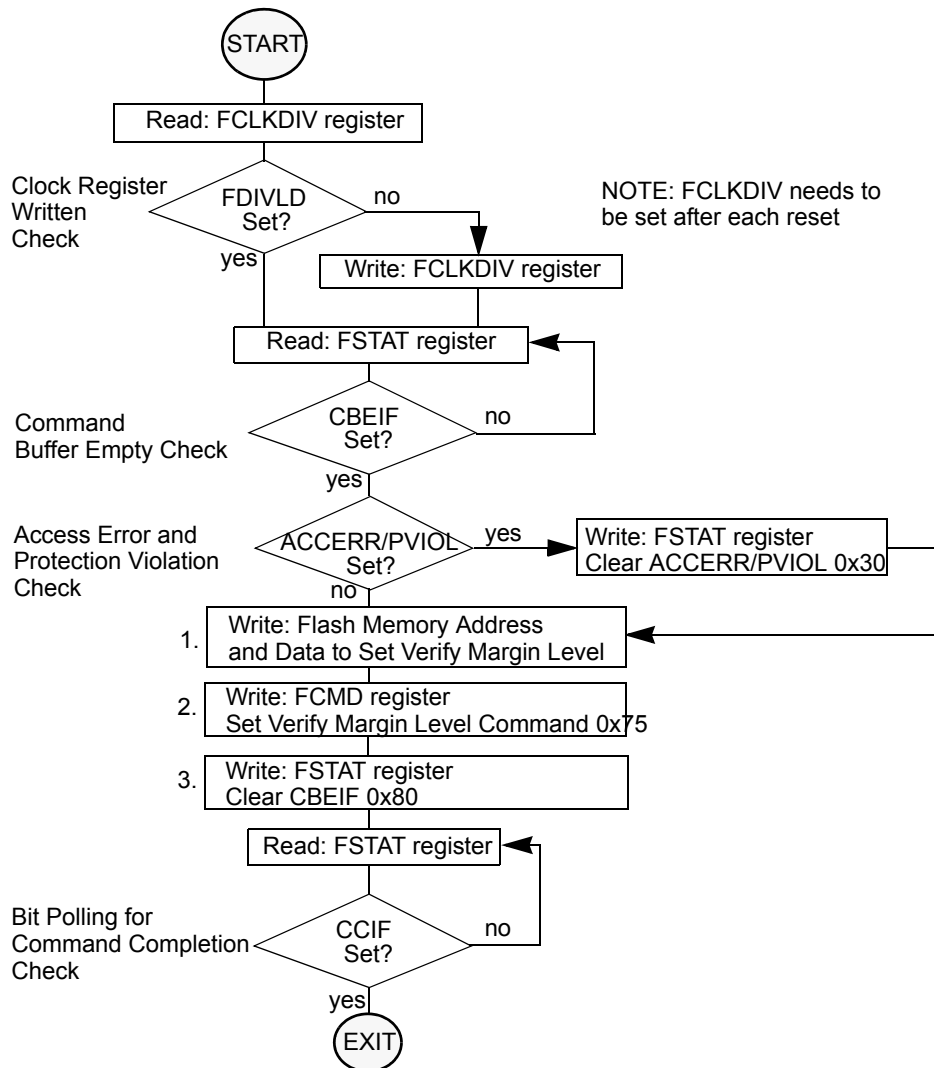 START
Read: FCLKDIV register
Clock Register
Written
Check
FDIVLD
Set?
no
yes
NOTE: FCLKDIV needs to
be set after each reset
Write: FCLKDIV register
Read: FSTAT register
Command
Buffer Empty Check
CBEIF
Set?
no
yes
Access Error and
Protection Violation
Check
ACCERR/PVIOL
Set?
yes
no
Write: FSTAT register
Clear ACCERR/PVIOL 0x30
1.
Write: Flash Memory Address
and Data to Set Verify Margin Level
2.
Write: FCMD register
Set Verify Margin Level Command 0x75
3.
Write: FSTAT register
Clear CBEIF 0x80
Read: FSTAT register
Bit Polling for
Command Completion
Check
CCIF
Set?
no
yes
EXIT